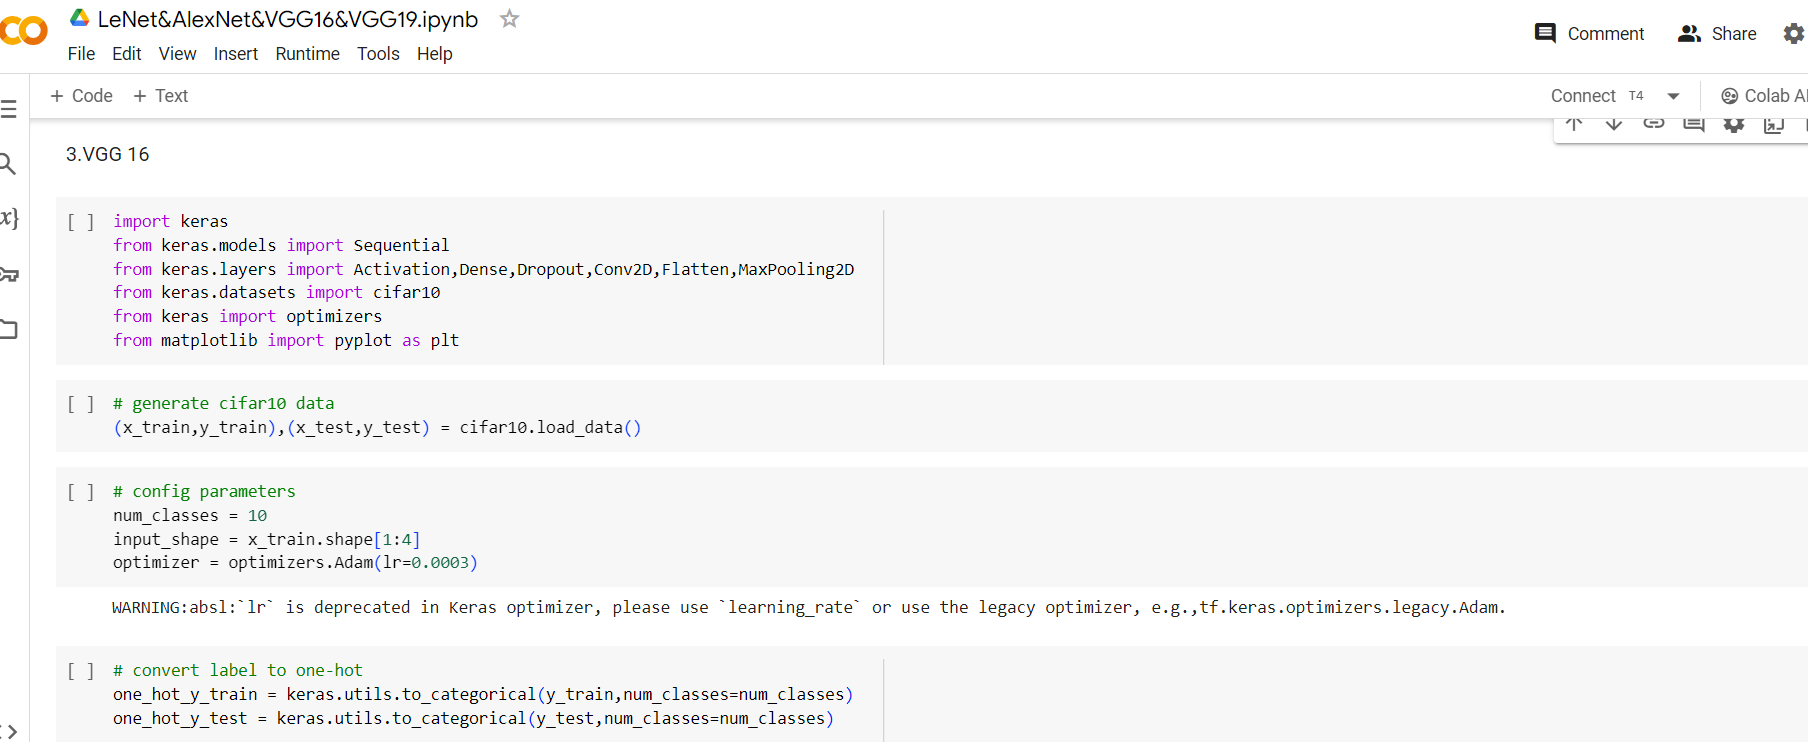 LeNet&AlexNet&VGG16&VGG19.ipynb
File Edit View Insert Runtime Tools Help
Comment Share
+ Code + Text
Connect T4
Colab AI
3.VGG 16
[ ] import keras
from keras.models import Sequential
from keras.layers import Activation,Dense,Dropout,Conv2D,Flatten,MaxPooling2D
from keras.datasets import cifar10
from keras import optimizers
from matplotlib import pyplot as plt
[ ] # generate cifar10 data
(x_train,y_train),(x_test,y_test) = cifar10.load_data()
[ ] # config parameters
num_classes = 10
input_shape = x_train.shape[1:4]
optimizer = optimizers.Adam(lr=0.0003)
WARNING:absl:`lr` is deprecated in Keras optimizer, please use `learning_rate` or use the legacy optimizer, e.g.,tf.keras.optimizers.legacy.Adam.
[ ] # convert label to one-hot
one_hot_y_train = keras.utils.to_categorical(y_train,num_classes=num_classes)
one_hot_y_test = keras.utils.to_categorical(y_test,num_classes=num_classes)